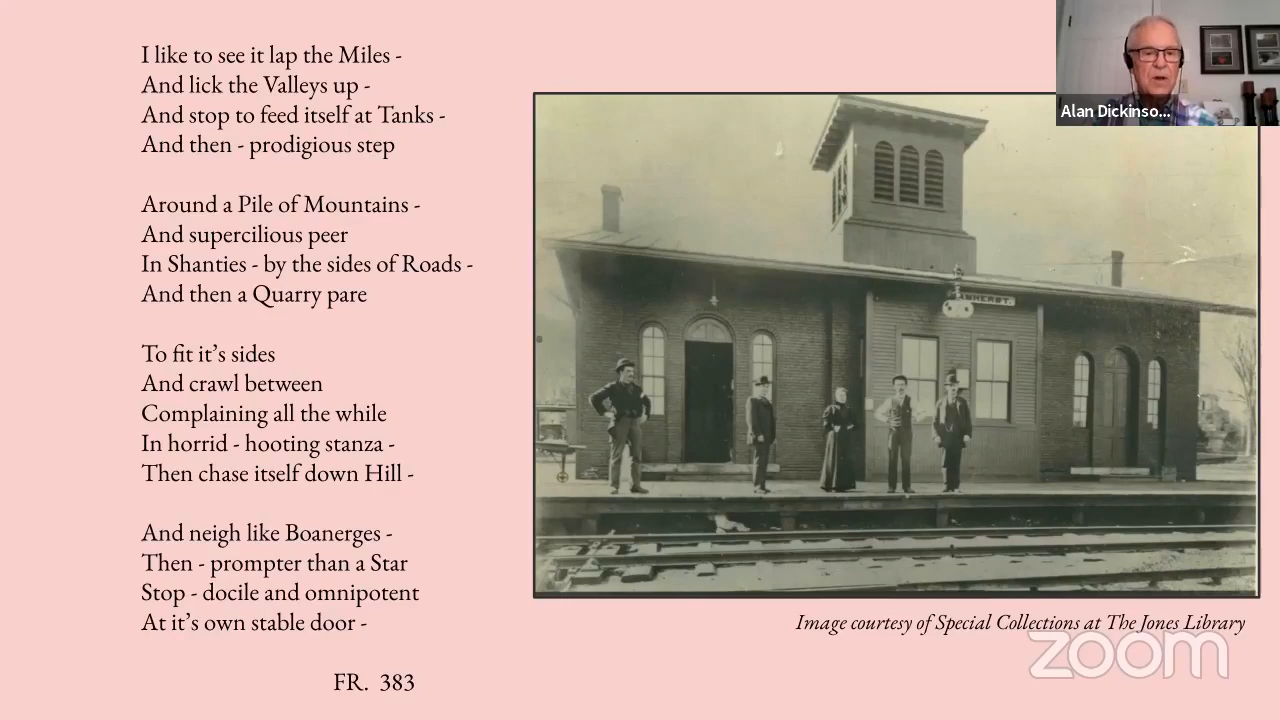 I like to see it lap the Miles -
And lick the Valleys up -
And stop to feed itself at Tanks -
And then - prodigious step
Around a Pile of Mountains -
And supercilious peer
In Shanties - by the sides of Roads -
And then a Quarry pare
To fit it’s sides
And crawl between
Complaining all the while
In horrid - hooting stanza -
Then chase itself down Hill -
And neigh like Boanerges -
Then - prompter than a Star
Stop - docile and omnipotent
At it’s own stable door -
FR. 383
Alan Dickinso...
AMHERST.
Image courtesy of Special Collections at The Jones Library
zoom